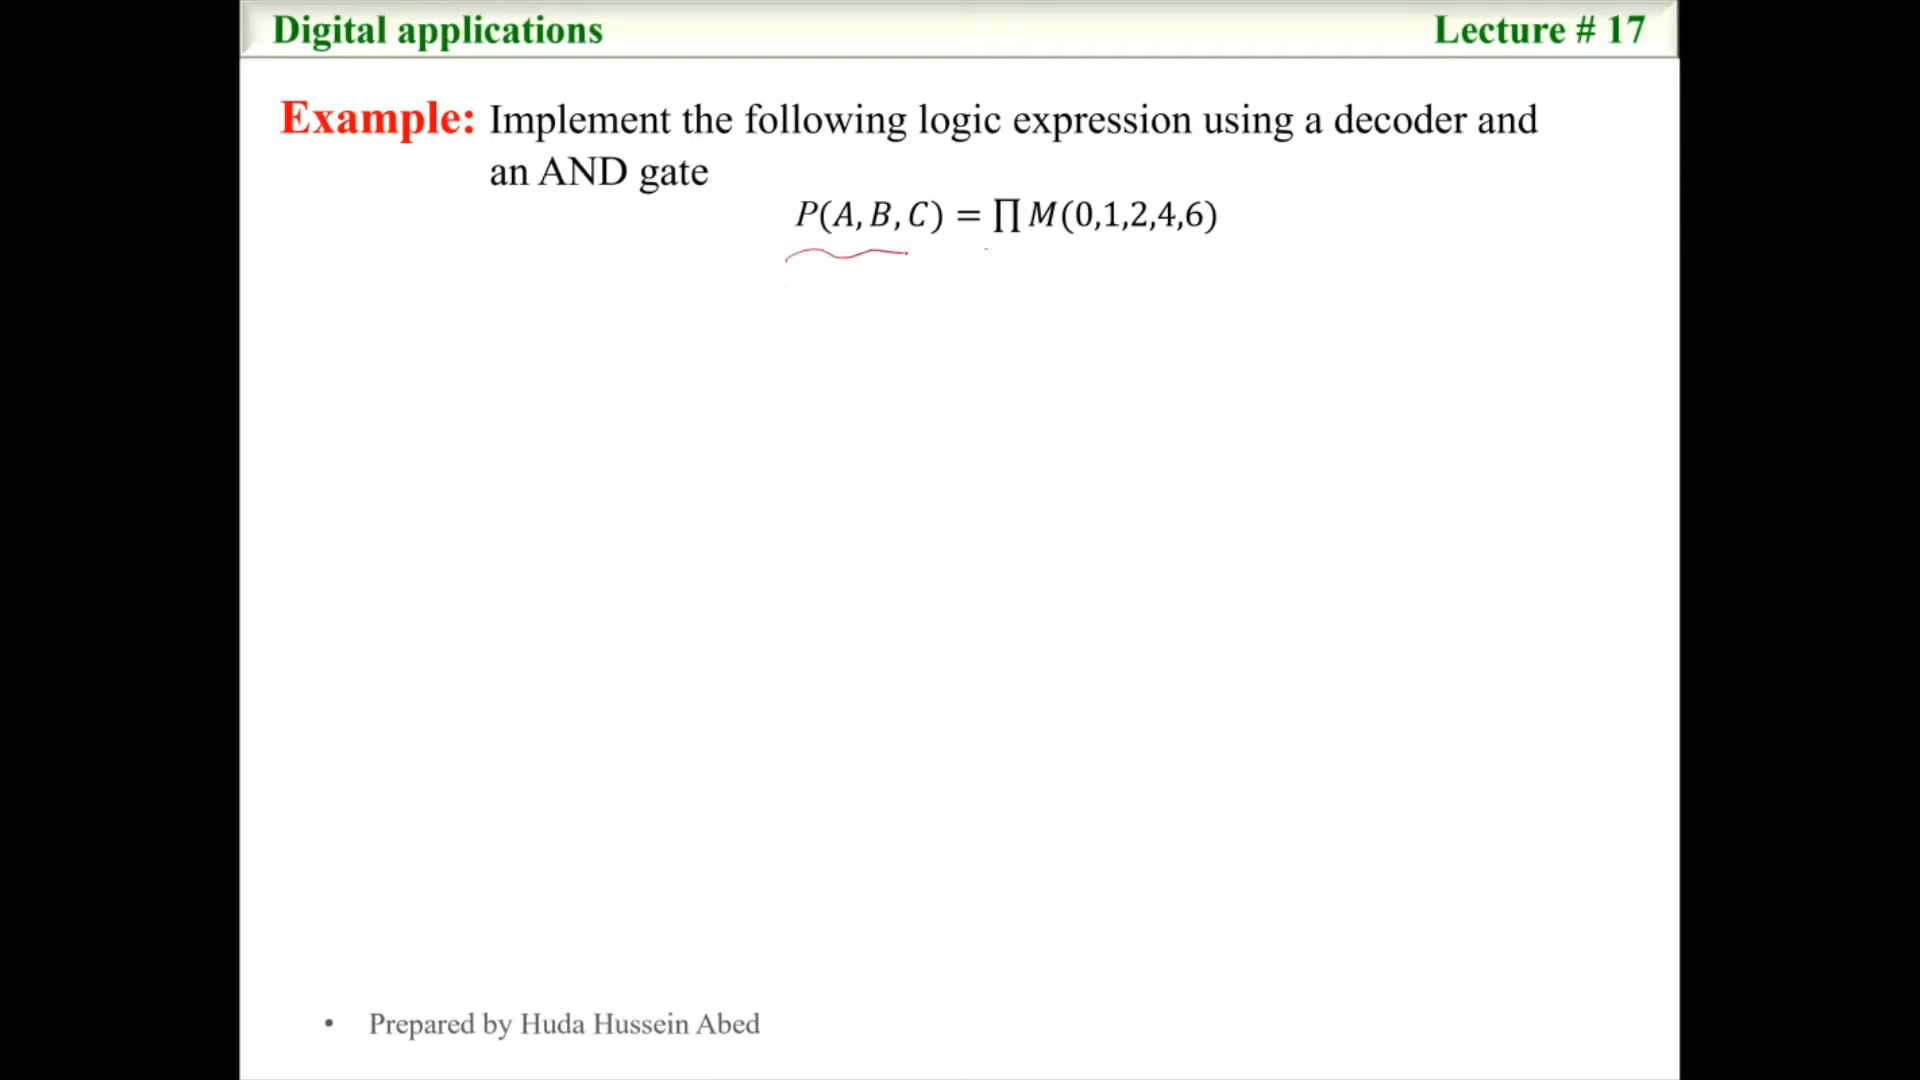 Digital applications
Lecture # 17
Example: Implement the following logic expression using a decoder and
an AND gate
P(A, B, C) = ∏ M(0,1,2,4,6)
• Prepared by Huda Hussein Abed